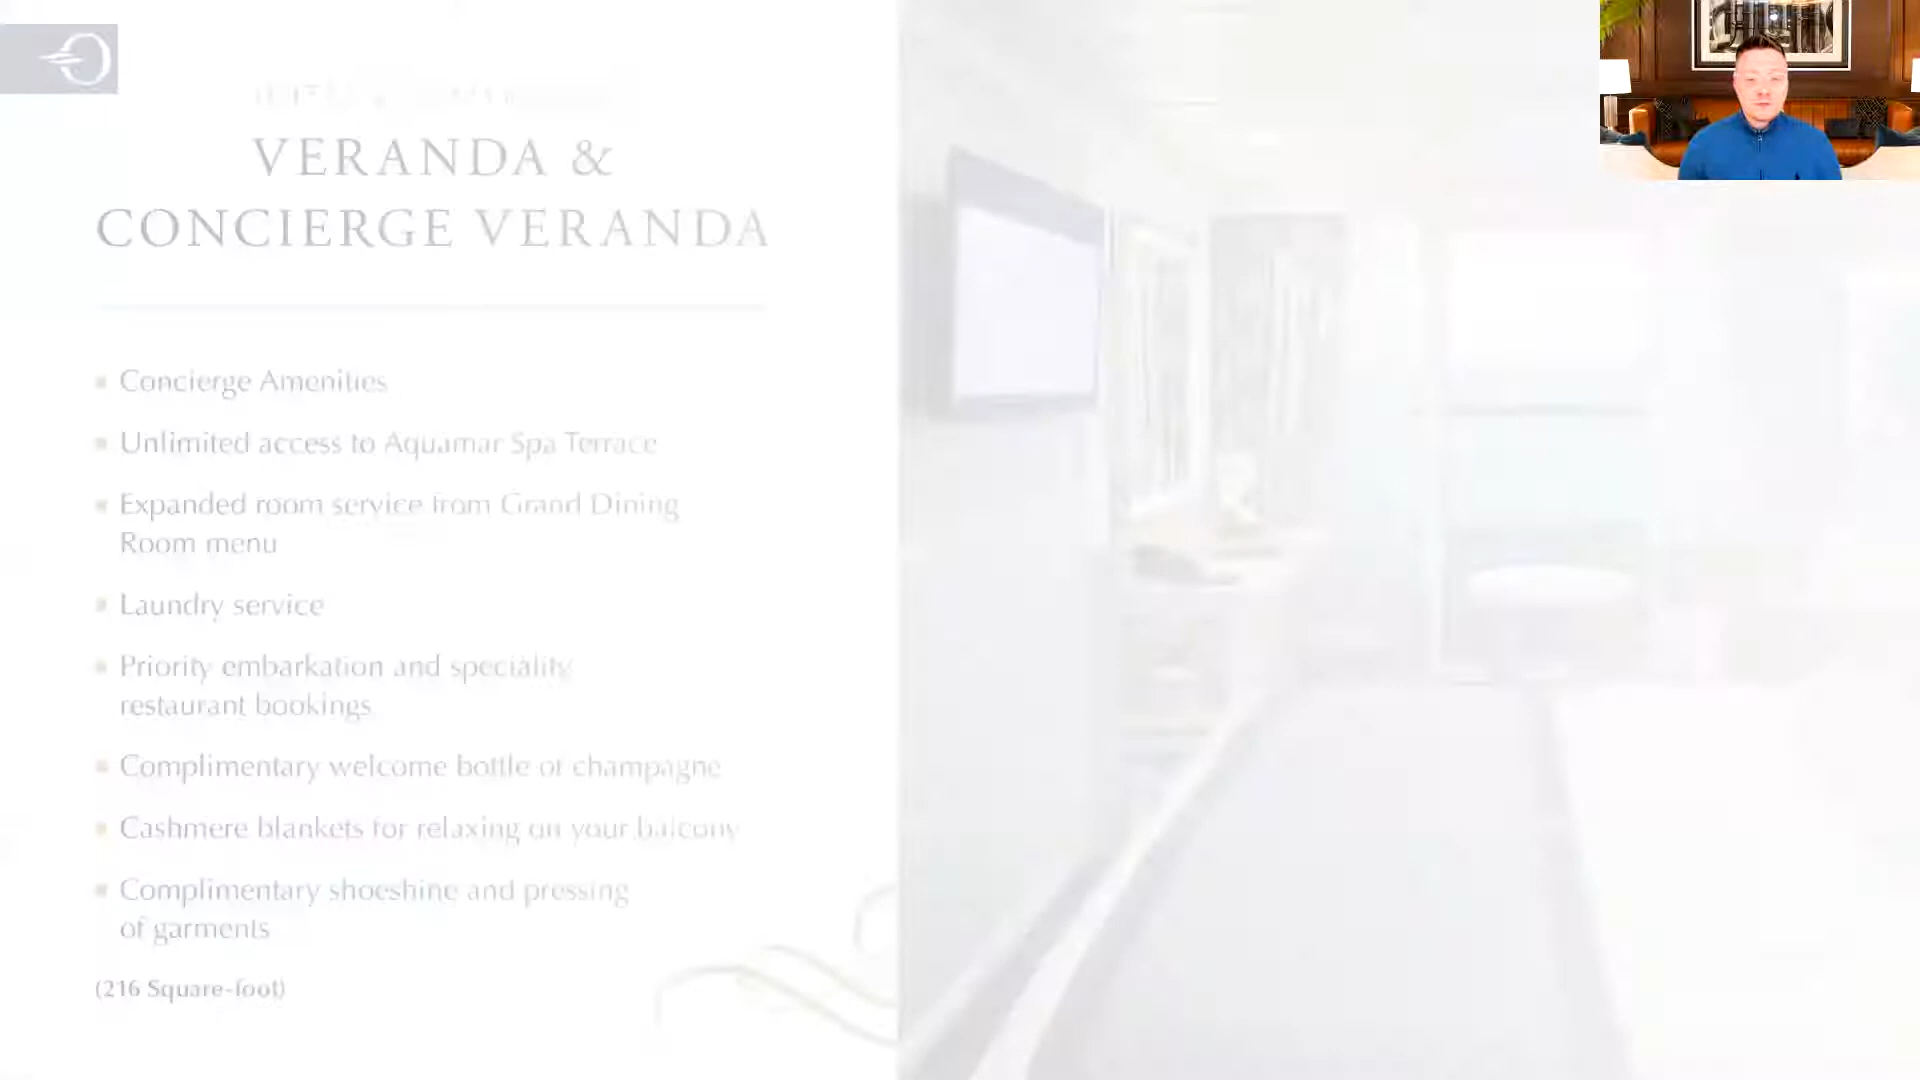 VERANDA &
CONCIERGE VERANDA
Concierge Amenities
Unlimited access to Aquamar Spa Terrace
Expanded room service from Grand Dining
Room menu
Laundry service
Priority embarkation and speciality
restaurant bookings
Complimentary welcome bottle of champagne
Cashmere blankets for relaxing on your balcony
Complimentary shoeshine and pressing
of garments
(216 Square-foot)